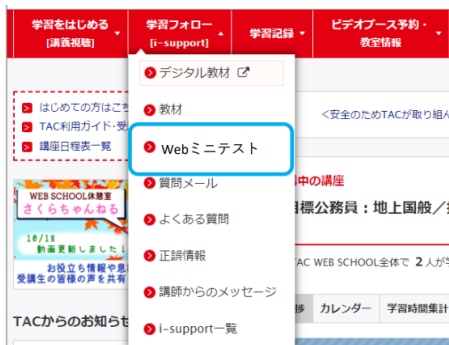 学習をはじめる
[講義視聴]
学習フォロー
[i-support]
学習記録
ビデオブース予約・
教室情報
デジタル教材
教材
Webミニテスト
質問メール
よくある質問
正誤情報
講師からのメッセージ
i-support一覧
はじめての方はこち
TAC利用ガイド・受
講座日程表一覧
<安全のためTACが取り組ん
WEB SCHOOL休憩室
さくらちゃんねる
10/18
動画更新しました!
お役立ち情報や息
受講生の皆様の声を共有
TACからのお知らせ
中の講座
目標公務員:地上国般/
TAC WEB SCHOOL全体で 2 人が学
捗
カレンダー
学習時間集計